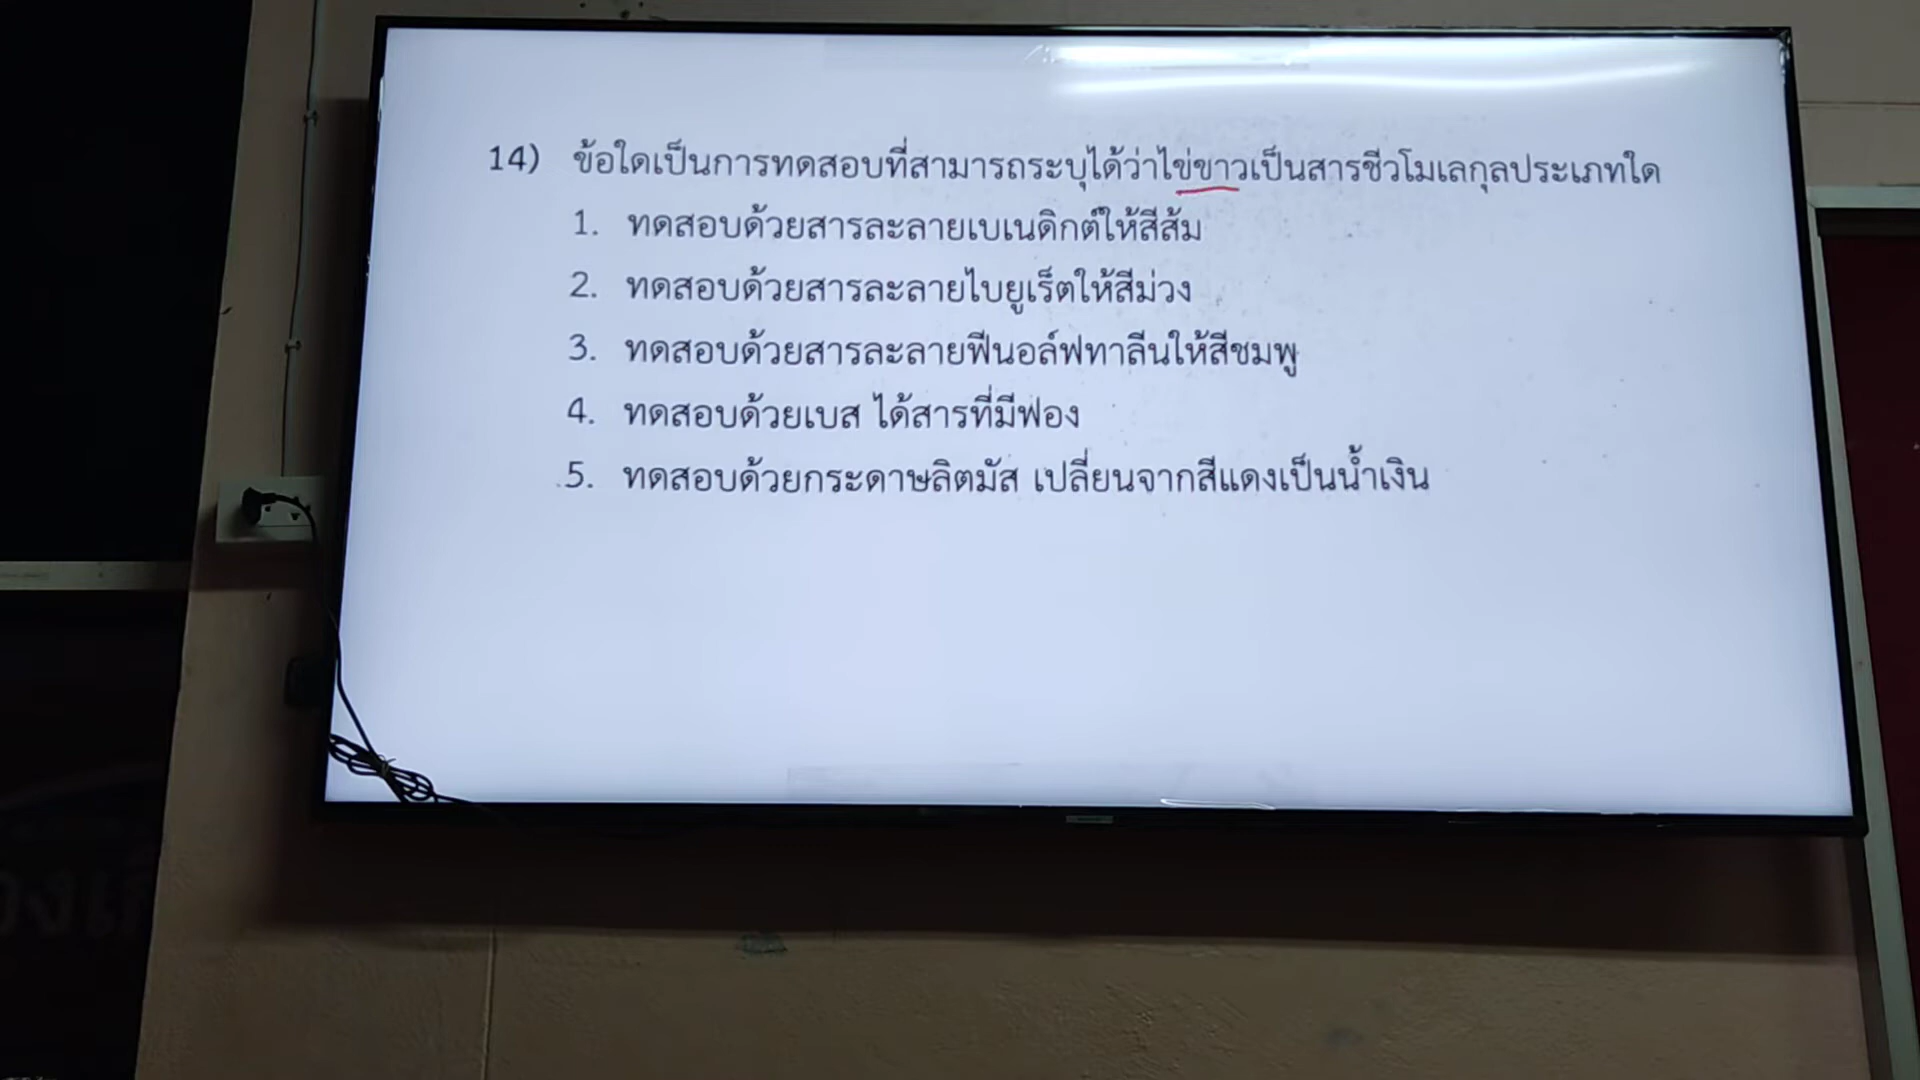 14) ข้อใดเป็นการทดสอบที่สามารถระบุได้ว่าไข่ขาวเป็นสารชีวโมเลกุลประเภทใด
1. ทดสอบด้วยสารละลายเบเนดิกต์ให้สีส้ม
2. ทดสอบด้วยสารละลายไบยูเร็ตให้สีม่วง
3. ทดสอบด้วยสารละลายฟีนอล์ฟทาลีนให้สีชมพู
4. ทดสอบด้วยเบส ได้สารที่มีฟอง
5. ทดสอบด้วยกระดาษลิตมัส เปลี่ยนจากสีแดงเป็นน้ำเงิน